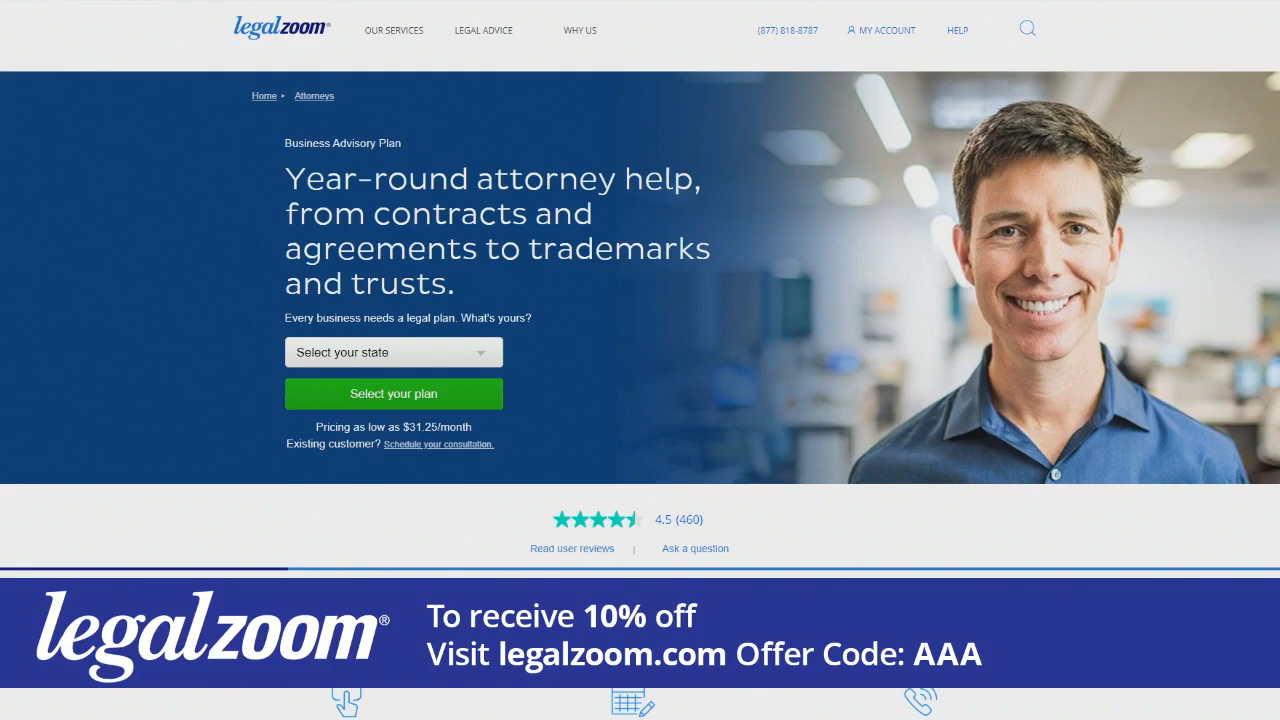 legalzoom®
OUR SERVICES
LEGAL ADVICE
WHY US
(877) 818-8787
MY ACCOUNT
HELP
Home
Attorneys
Business Advisory Plan
Year-round attorney help,
from contracts and
agreements to trademarks
and trusts.
Every business needs a legal plan. What's yours?
Select your state
Select your plan
Pricing as low as $31.25/month
Existing customer? Schedule your consultation.
4.5 (460)
Read user reviews | Ask a question
legalzoom®
To receive 10% off
Visit legalzoom.com Offer Code: AAA